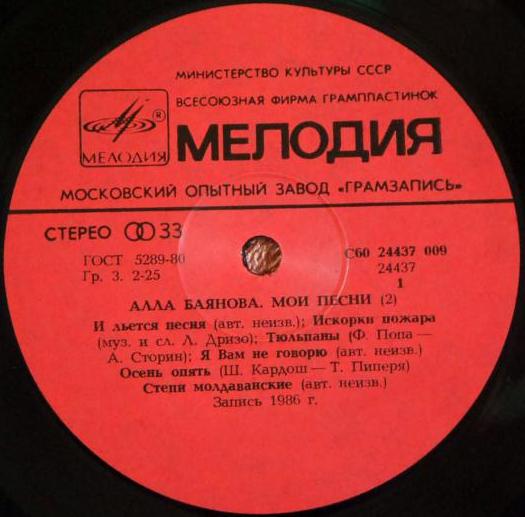 МИНИСТЕРСТВО КУЛЬТУРЫ СССР
ВСЕСОЮЗНАЯ ФИРМА ГРАМПЛАСТИНОК
®
МЕЛОДИЯ
МЕЛОДИЯ
МОСКОВСКИЙ ОПЫТНЫЙ ЗАВОД «ГРАМЗАПИСЬ»
СТЕРЕО 33
ГОСТ 5289-80
Гр. 3. 2-25
С60 24437 009
24437
1
АЛЛА БАЯНОВА. МОИ ПЕСНИ (2)
И льется песня (авт. неизв.); Искорки пожара
(муз. и сл. Л. Дризо); Тюльпаны (Ф. Попа —
А. Сторин); Я Вам не говорю (авт. неизв.)
Осень опять (Ш. Кардош — Т. Пиперя)
Степи молдаванские (авт. неизв.)
Запись 1986 г.